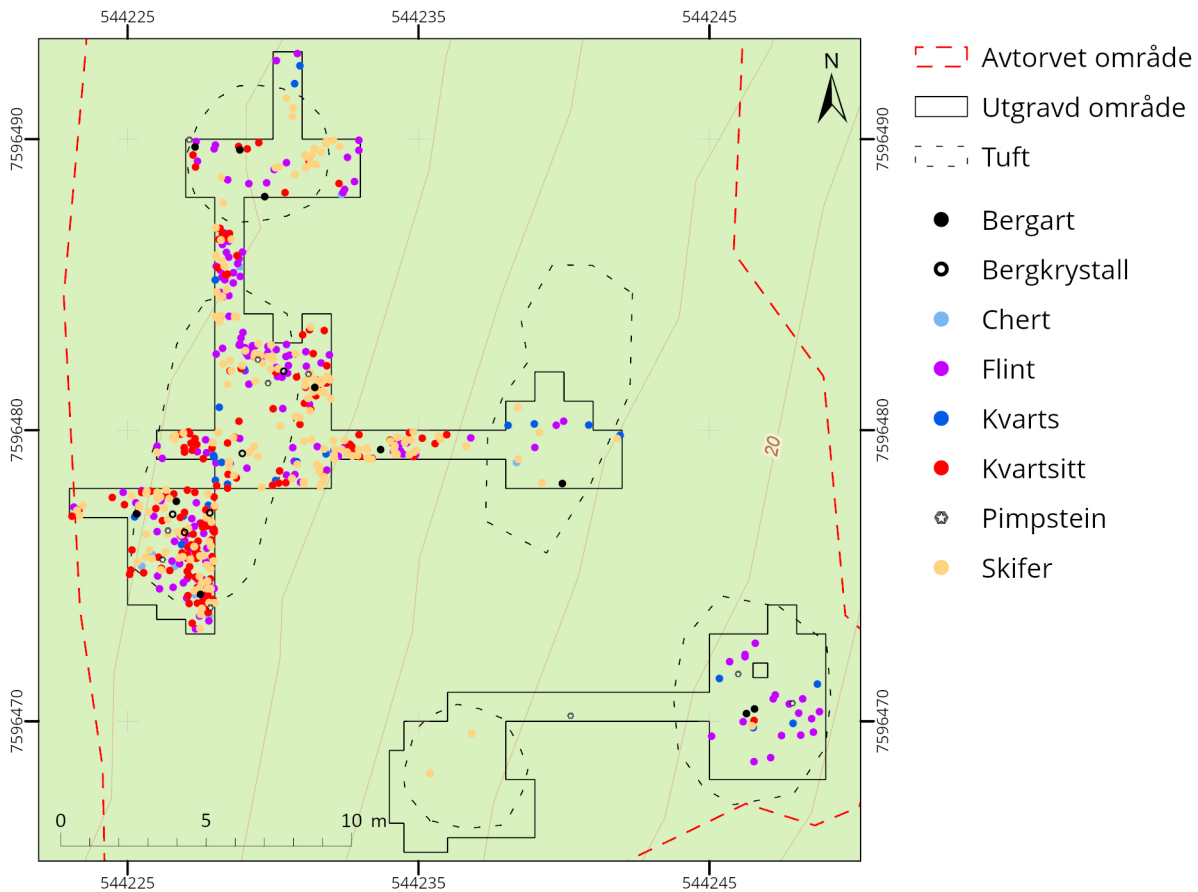 544225 544235 544245
N
7596490 7596490
7596480 7596480
20
7596470 7596470
0 5 10 m
544225 544235 544245
Avtorvet område
Utgravd område
Tuft
Bergart
Bergkrystall
Chert
Flint
Kvarts
Kvartsitt
Pimpstein
Skifer